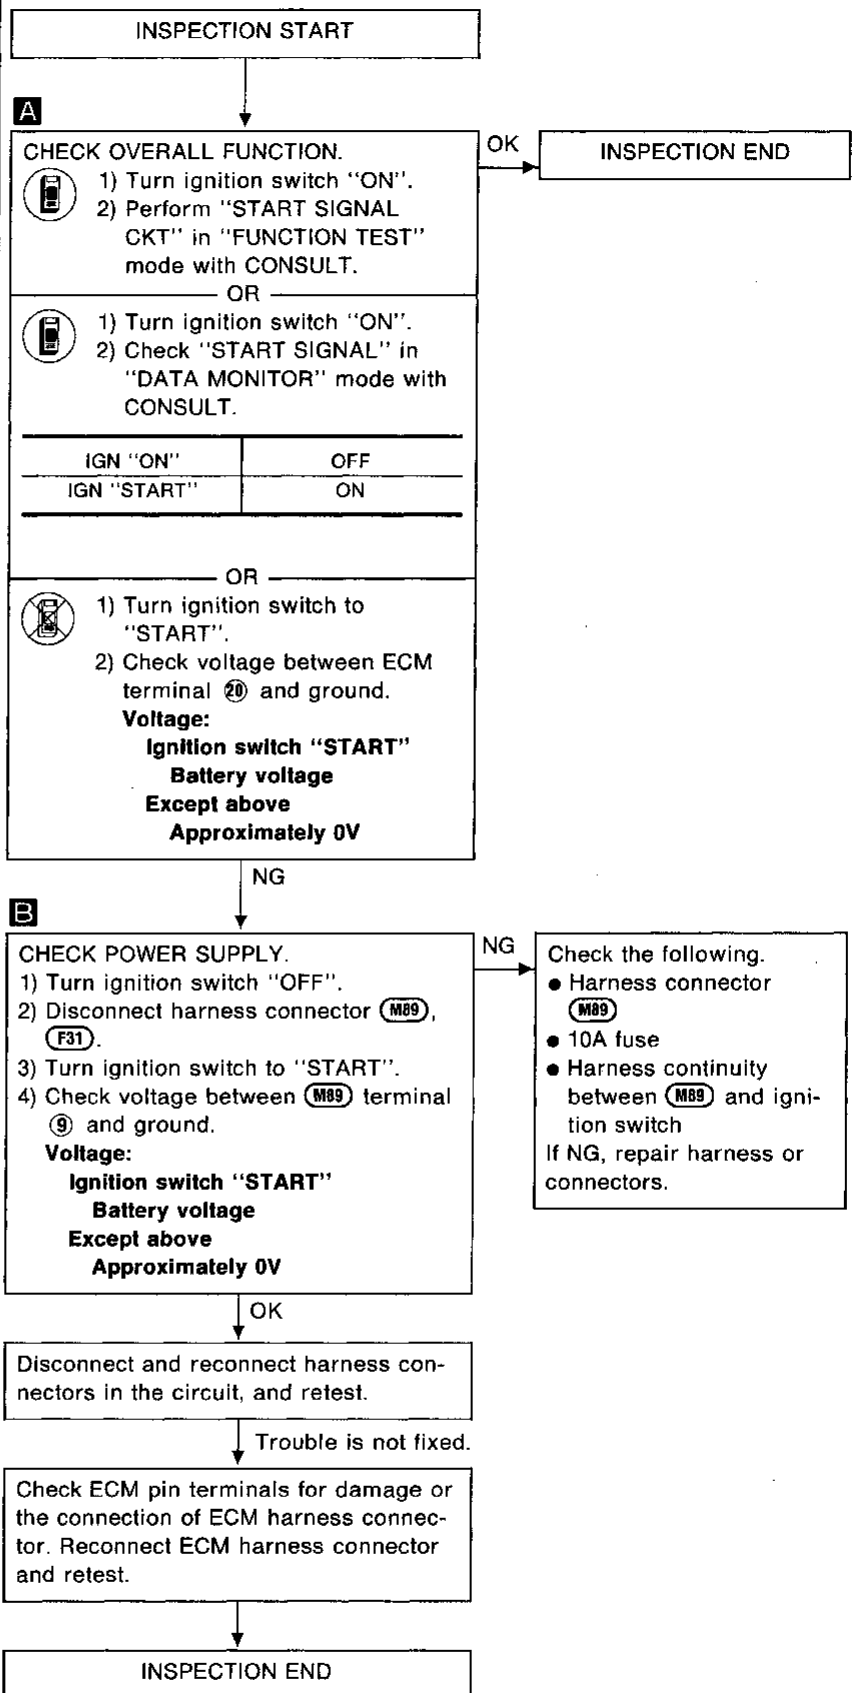 INSPECTION START
A
CHECK OVERALL FUNCTION.
1) Turn ignition switch "ON".
2) Perform "START SIGNAL
CKT" in "FUNCTION TEST"
mode with CONSULT.
OK
INSPECTION END
OR
1) Turn ignition switch "ON".
2) Check "START SIGNAL" in
"DATA MONITOR" mode with
CONSULT.
IGN "ON" OFF
IGN "START" ON
OR
1) Turn ignition switch to
"START".
2) Check voltage between ECM
terminal ⑳ and ground.
Voltage:
Ignition switch "START"
Battery voltage
Except above
Approximately 0V
NG
B
CHECK POWER SUPPLY.
1) Turn ignition switch "OFF".
2) Disconnect harness connector M89,
F31.
3) Turn ignition switch to "START".
4) Check voltage between M89 terminal
⑨ and ground.
Voltage:
Ignition switch "START"
Battery voltage
Except above
Approximately 0V
NG
Check the following.
● Harness connector
M89
● 10A fuse
● Harness continuity
between M89 and igni-
tion switch
If NG, repair harness or
connectors.
OK
Disconnect and reconnect harness con-
nectors in the circuit, and retest.
Trouble is not fixed.
Check ECM pin terminals for damage or
the connection of ECM harness connec-
tor. Reconnect ECM harness connector
and retest.
INSPECTION END